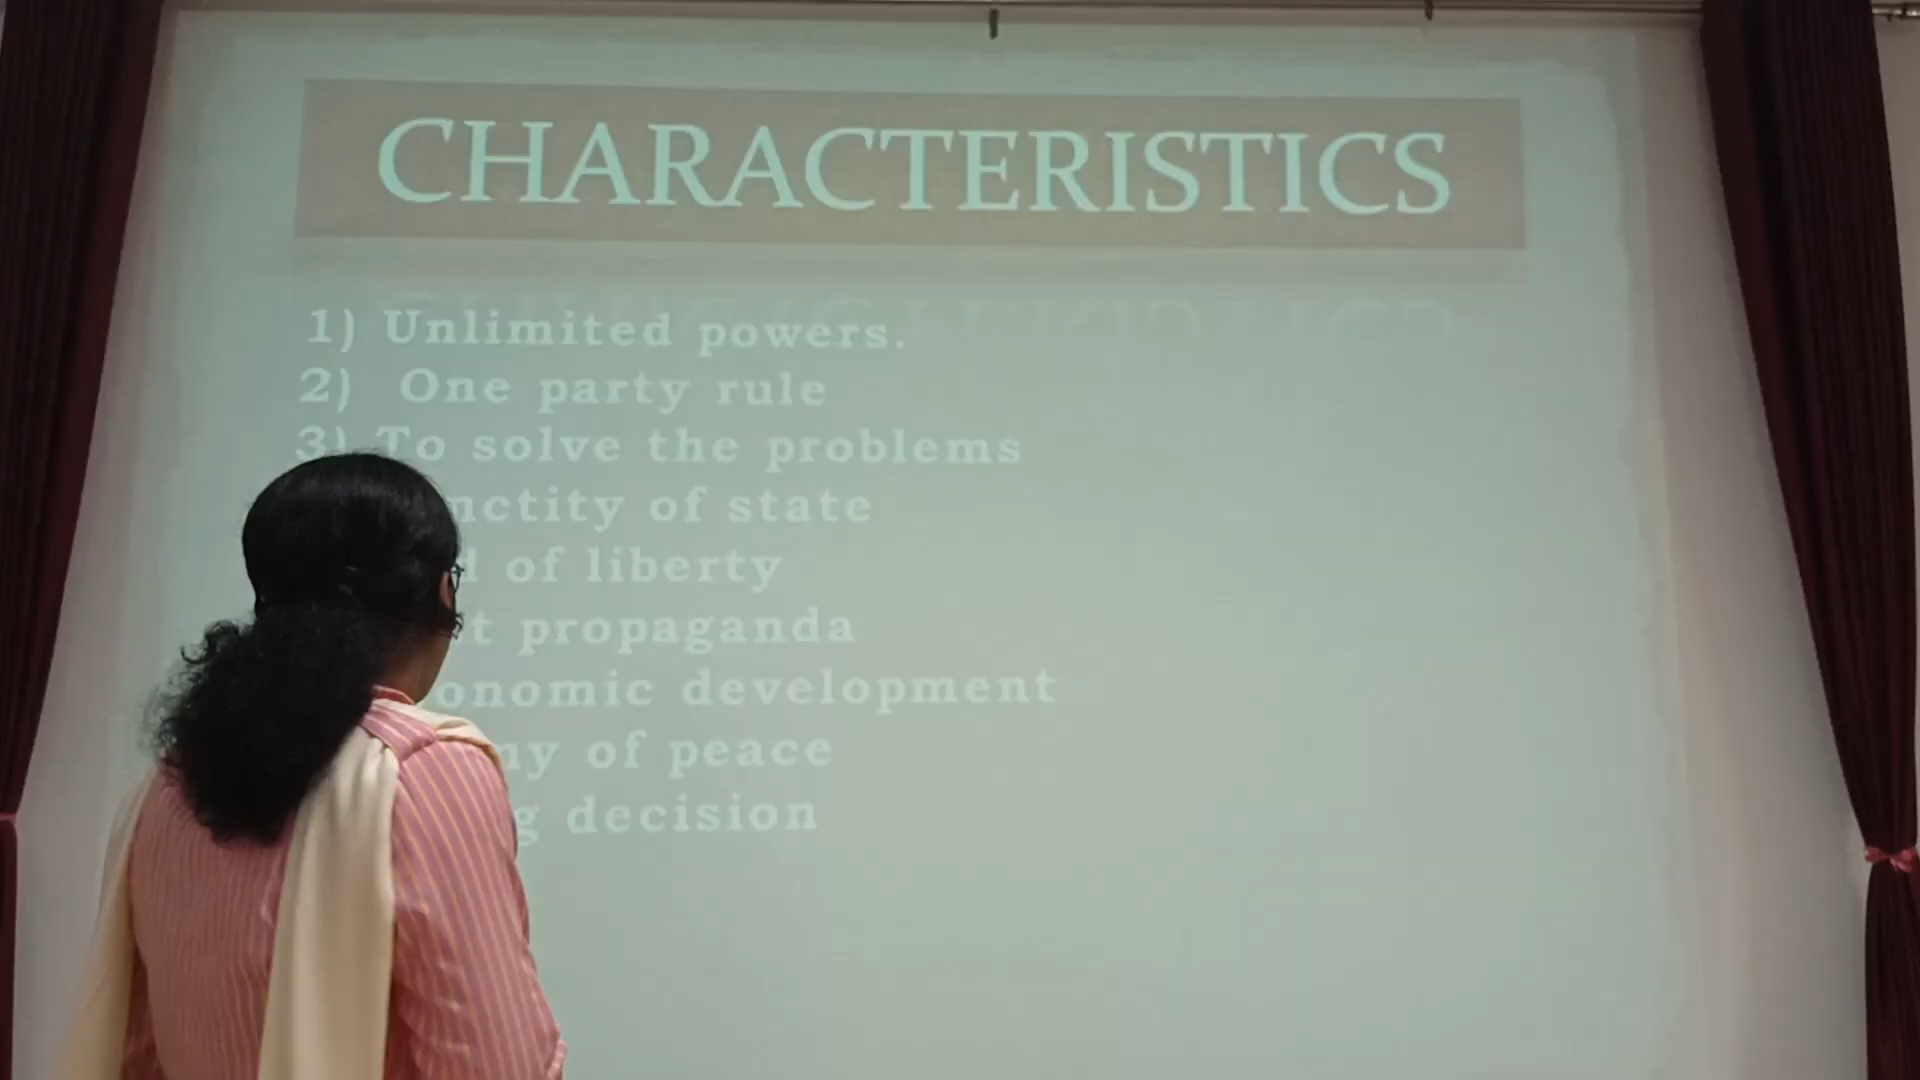 CHARACTERISTICS
1) Unlimited powers.
2) One party rule
3) To solve the problems
of state
of liberty
propaganda
development
of peace
decision